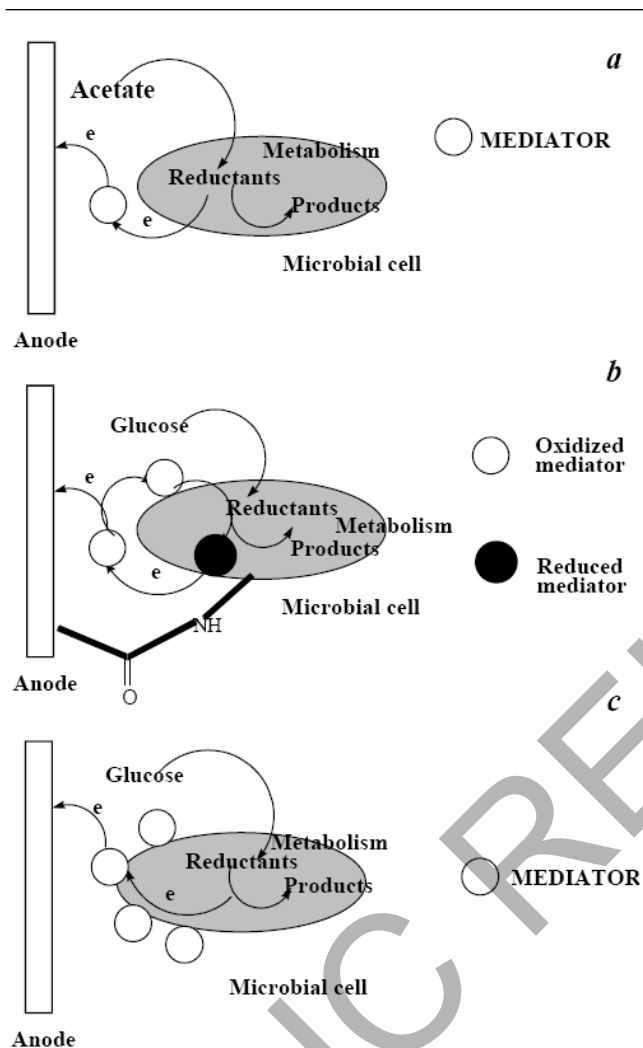 a
Acetate
e
Metabolism
MEDIATOR
Reductants
Products
e
Microbial cell
Anode
b
Glucose
Oxidized
mediator
e
Reductants
Metabolism
Products
e
Reduced
mediator
Microbial cell
NH
Anode
O
c
Glucose
e
Metabolism
Reductants
MEDIATOR
Products
e
Microbial cell
Anode